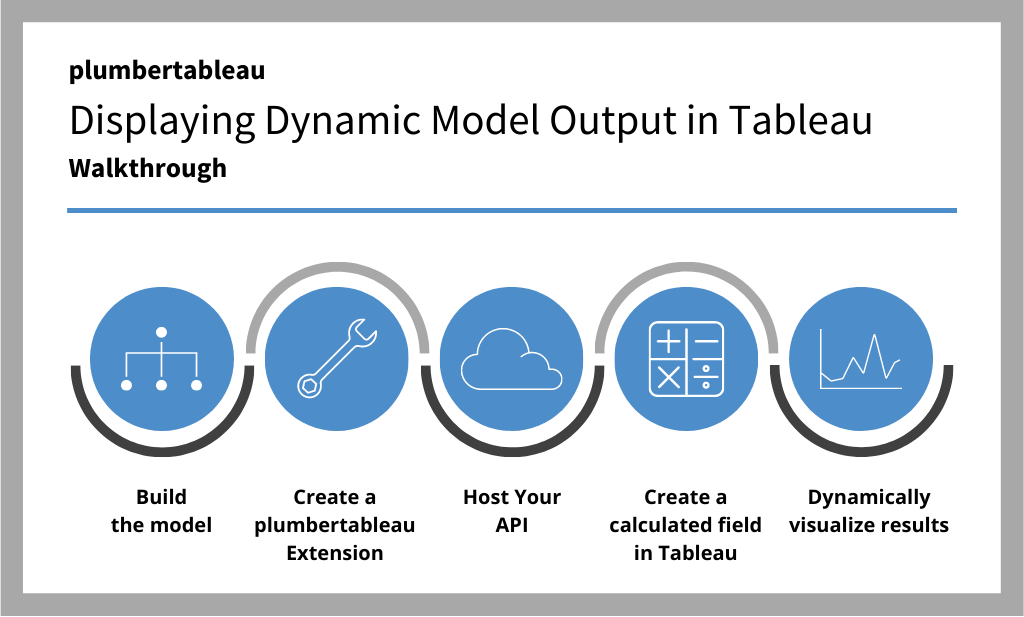 plumbertableau
Displaying Dynamic Model Output in Tableau
Walkthrough
Build
the model
Create a
plumbertableau
Extension
Host Your
API
Create a
calculated field
in Tableau
Dynamically
visualize results